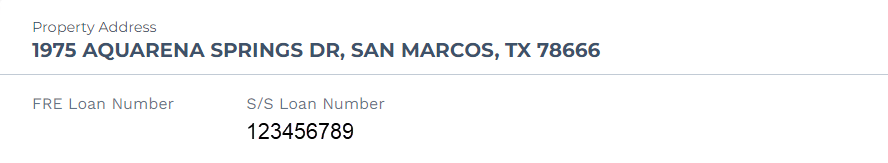 Property Address
1975 AQUARENA SPRINGS DR, SAN MARCOS, TX 78666
FRE Loan Number
S/S Loan Number
123456789